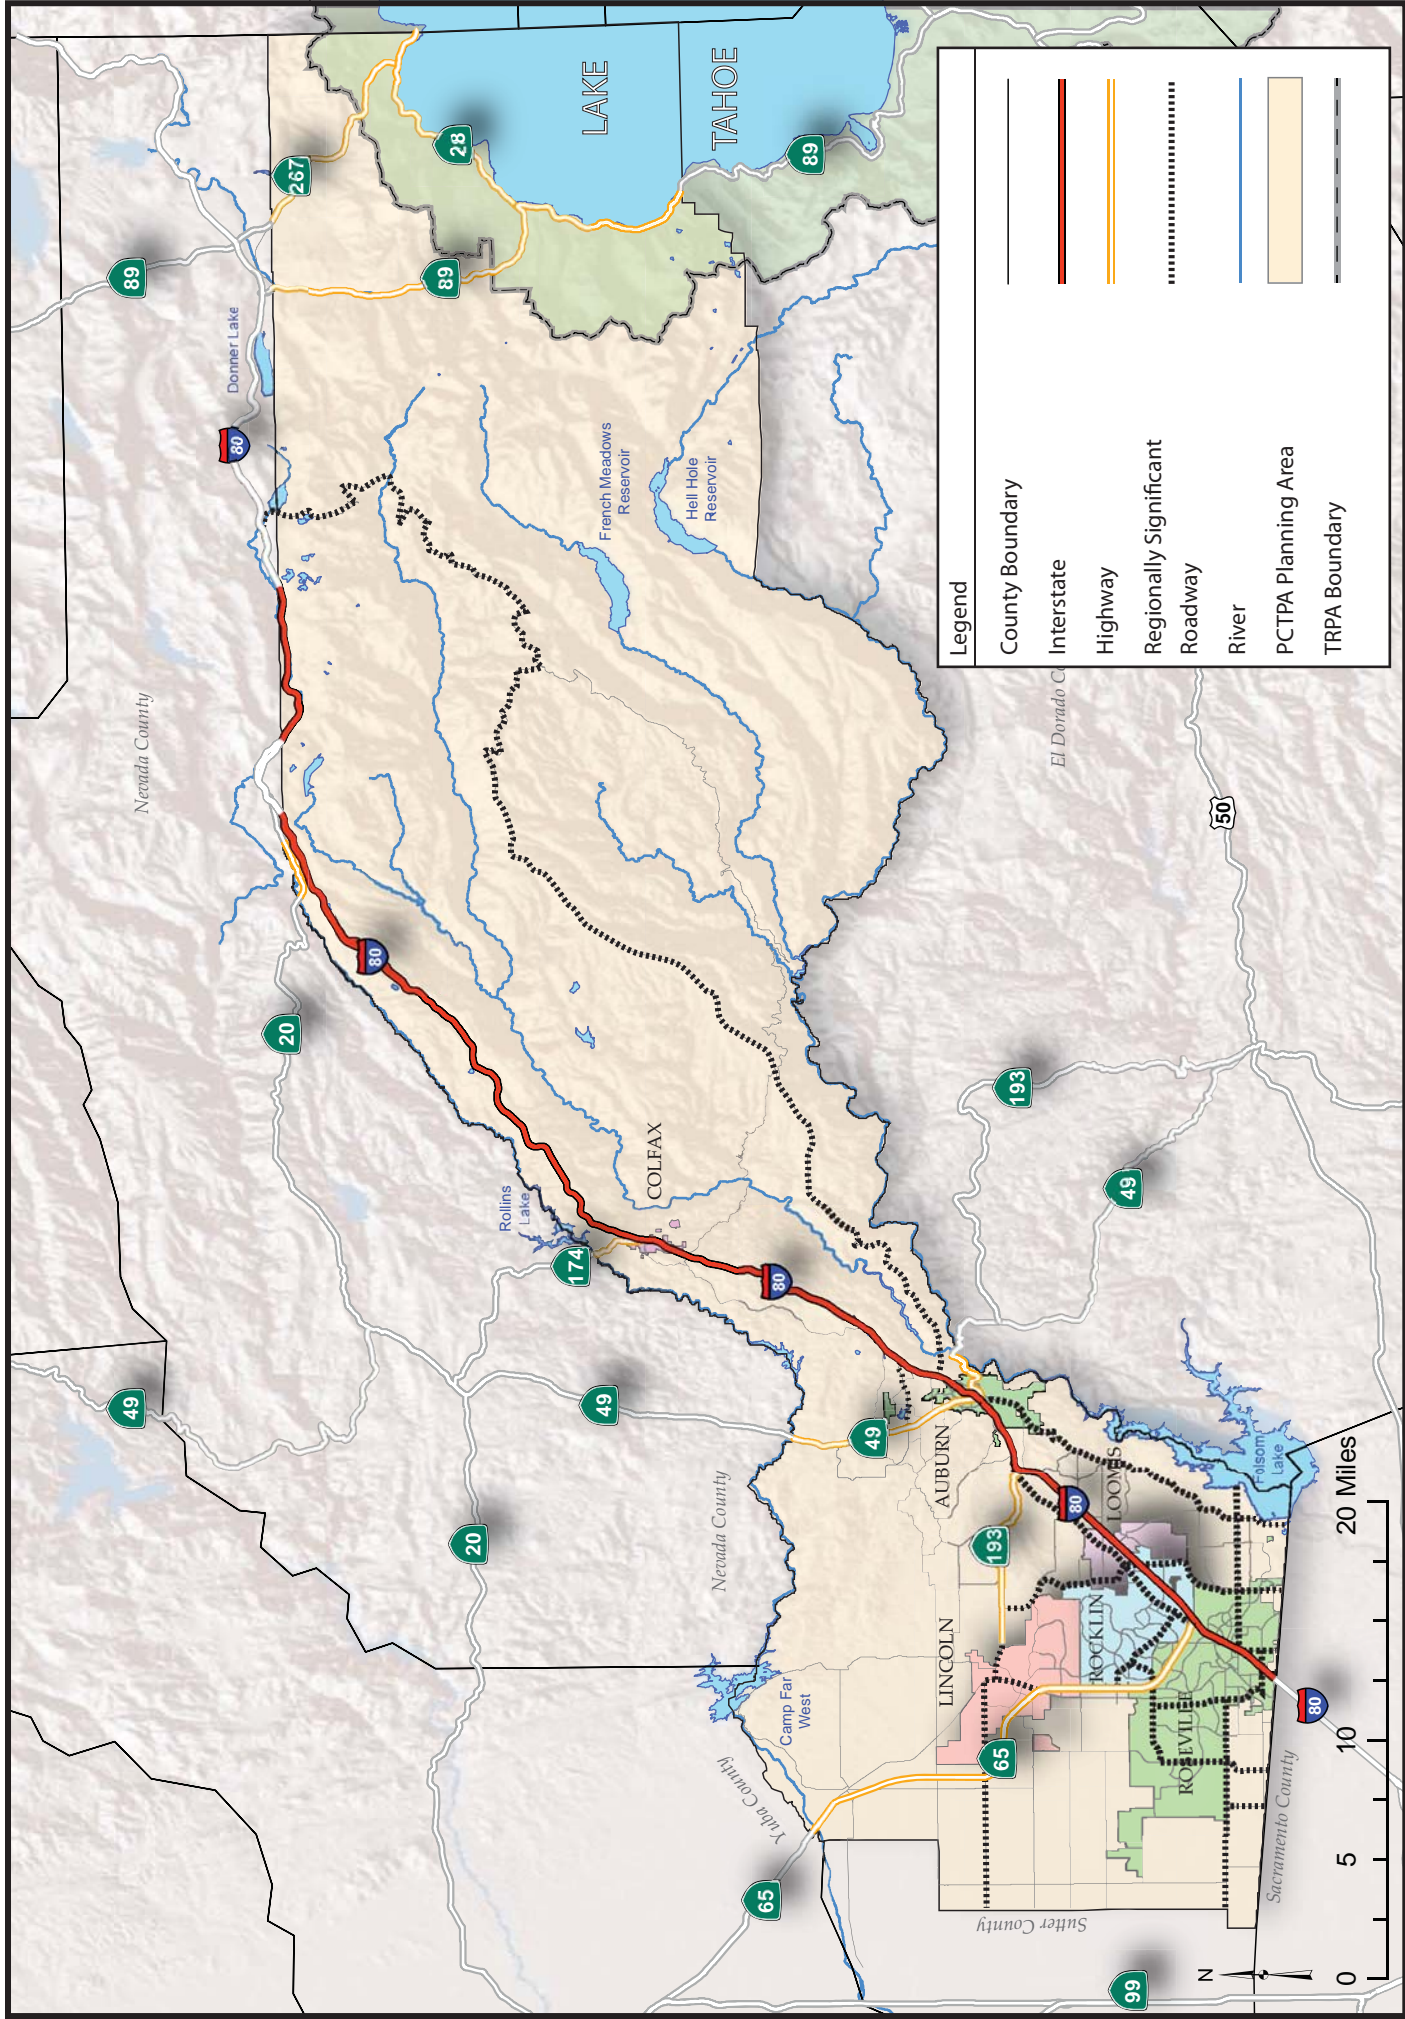 LAKE
TAHOE
Donner Lake
French Meadows
Reservoir
Hell Hole
Reservoir
Rollins
Lake
Camp Far
West
Folsom
Lake
Nevada County
Nevada County
Yuba County
Sutter County
Sacramento County
El Dorado Co
COLFAX
AUBURN
LOOMIS
LINCOLN
ROCKLIN
ROSEVILLE
89
267
28
89
89
80
80
80
80
80
20
20
174
49
49
49
49
193
193
50
65
65
99
Legend
County Boundary
Interstate
Highway
Regionally Significant
Roadway
River
PCTPA Planning Area
TRPA Boundary
N
0 5 10 20 Miles